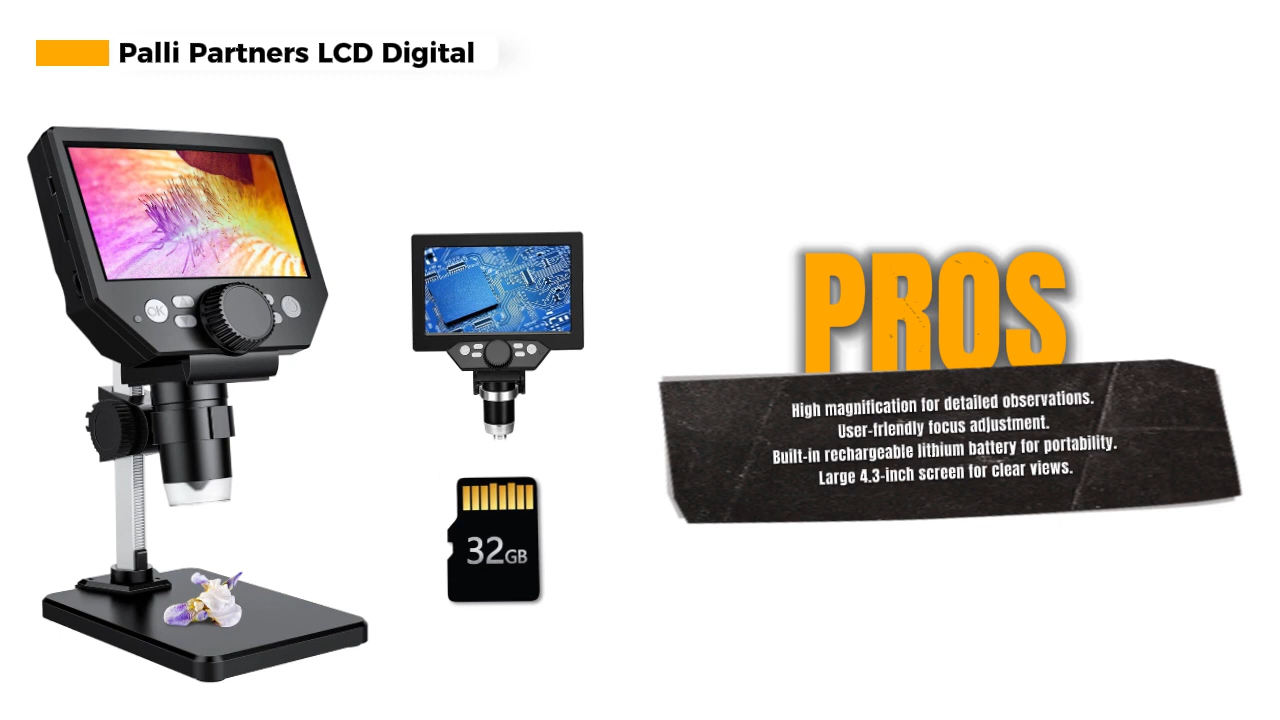 Palli Partners LCD Digital
OK
32GB
PROS
High magnification for detailed observations.
User-friendly focus adjustment.
Built-in rechargeable lithium battery for portability.
Large 4.3-inch screen for clear views.